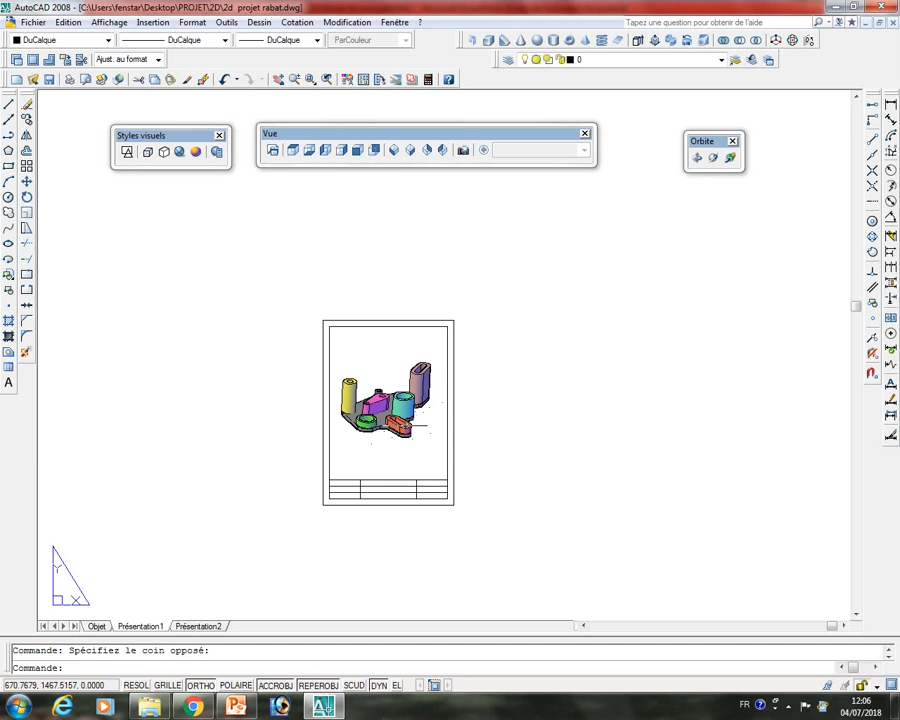 AutoCAD 2008 - [C:\Users\fenstar\Desktop\PROJET\2D\2d projet rabat.dwg]
Fichier Edition Affichage Insertion Format Outils Dessin Cotation Modification Fenêtre ?
Tapez une question pour obtenir de l'aide
DuCalque DuCalque DuCalque ParCouleur
Ajust. au format
0
Styles visuels
Vue
Orbite
A
Y
X
Objet Présentation1 Présentation2
Commande: Spécifiez le coin opposé:
Commande:
670.7679, 1467.5157, 0.0000 RESOL GRILLE ORTHO POLAIRE ACCROBJ REPEROBJ SCUD DYN EL
FR
12:06
04/07/2018